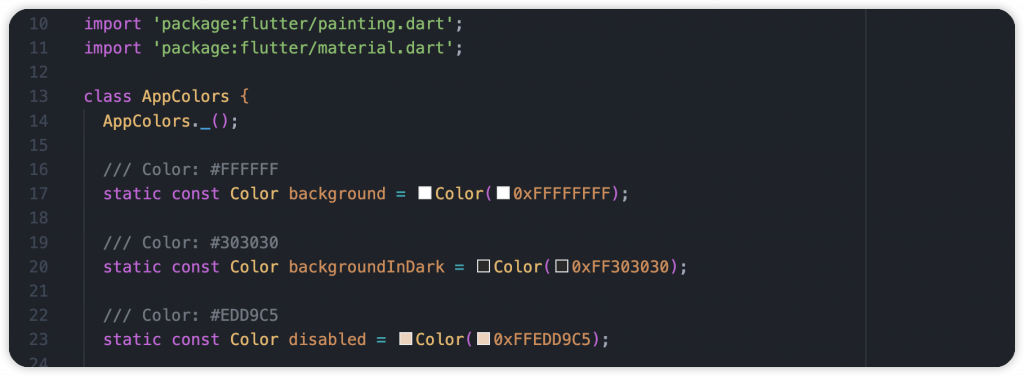 10 import 'package:flutter/painting.dart';
11 import 'package:flutter/material.dart';
12
13 class AppColors {
14 AppColors._();
15
16 /// Color: #FFFFFF
17 static const Color background = Color(0xFFFFFFFF);
18
19 /// Color: #303030
20 static const Color backgroundInDark = Color(0xFF303030);
21
22 /// Color: #EDD9C5
23 static const Color disabled = Color(0xFFEDD9C5);
24